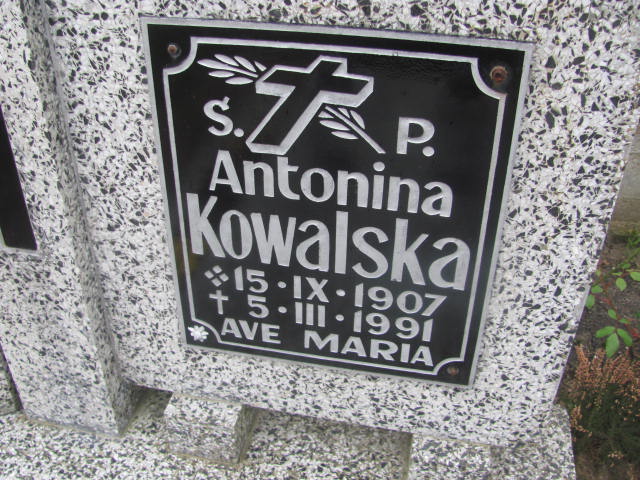 Ś. P.
Antonina
Kowalska
15·IX·1907
† 5·III·1991
AVE MARIA